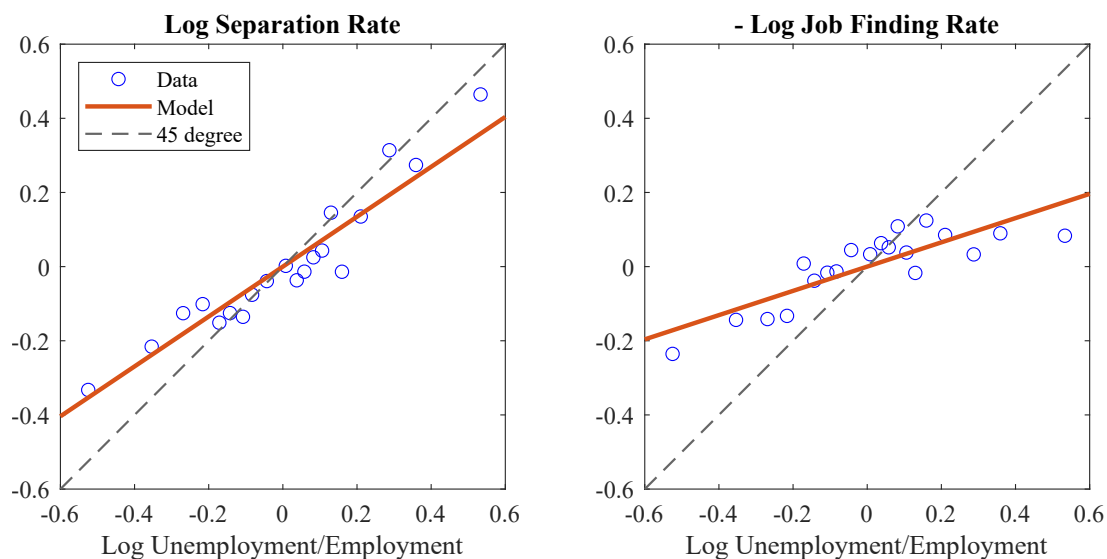 Log Separation Rate
0.6
0.4
0.2
0
-0.2
-0.4
-0.6
-0.6 -0.4 -0.2 0 0.2 0.4 0.6
Log Unemployment/Employment
Data
Model
45 degree
- Log Job Finding Rate
0.6
0.4
0.2
0
-0.2
-0.4
-0.6
-0.6 -0.4 -0.2 0 0.2 0.4 0.6
Log Unemployment/Employment